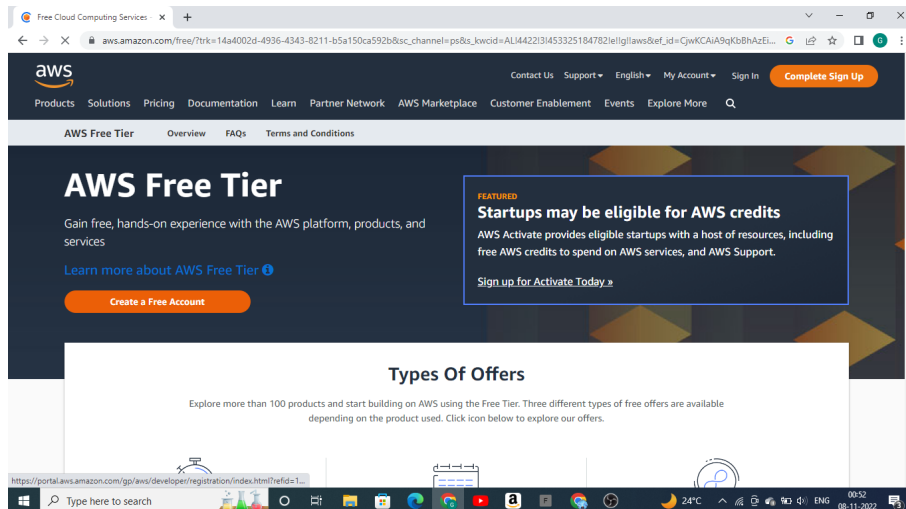 Free Cloud Computing Services -
aws.amazon.com/free/?trk=14a4002d-4936-4343-8211-b5a150ca592b&sc_channel=ps&s_kwcid=AL!4422!3!453325184782!e!!g!!aws&ef_id=CjwKCAiA9qKbBhAzEi...
G
aws
Contact Us Support English My Account Sign In Complete Sign Up
Products Solutions Pricing Documentation Learn Partner Network AWS Marketplace Customer Enablement Events Explore More
AWS Free Tier Overview FAQs Terms and Conditions
AWS Free Tier
Gain free, hands-on experience with the AWS platform, products, and
services
Learn more about AWS Free Tier
Create a Free Account
FEATURED
Startups may be eligible for AWS credits
AWS Activate provides eligible startups with a host of resources, including
free AWS credits to spend on AWS services, and AWS Support.
Sign up for Activate Today »
Types Of Offers
Explore more than 100 products and start building on AWS using the Free Tier. Three different types of free offers are available
depending on the product used. Click icon below to explore our offers.
https://portal.aws.amazon.com/gp/aws/developer/registration/index.html?refid=1...
Type here to search
24°C ENG 00:52
08-11-2022